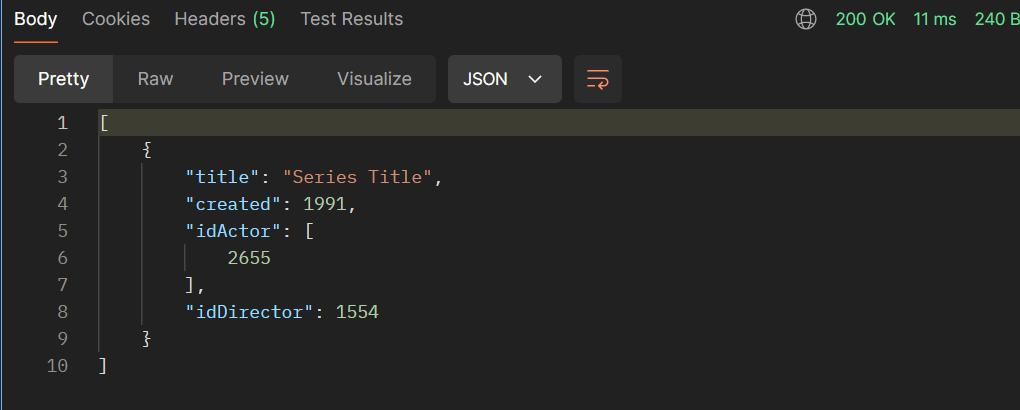 Body Cookies Headers (5) Test Results 200 OK 11 ms 240 B
Pretty Raw Preview Visualize JSON
1 [
2 {
3 "title": "Series Title",
4 "created": 1991,
5 "idActor": [
6 2655
7 ],
8 "idDirector": 1554
9 }
10 ]